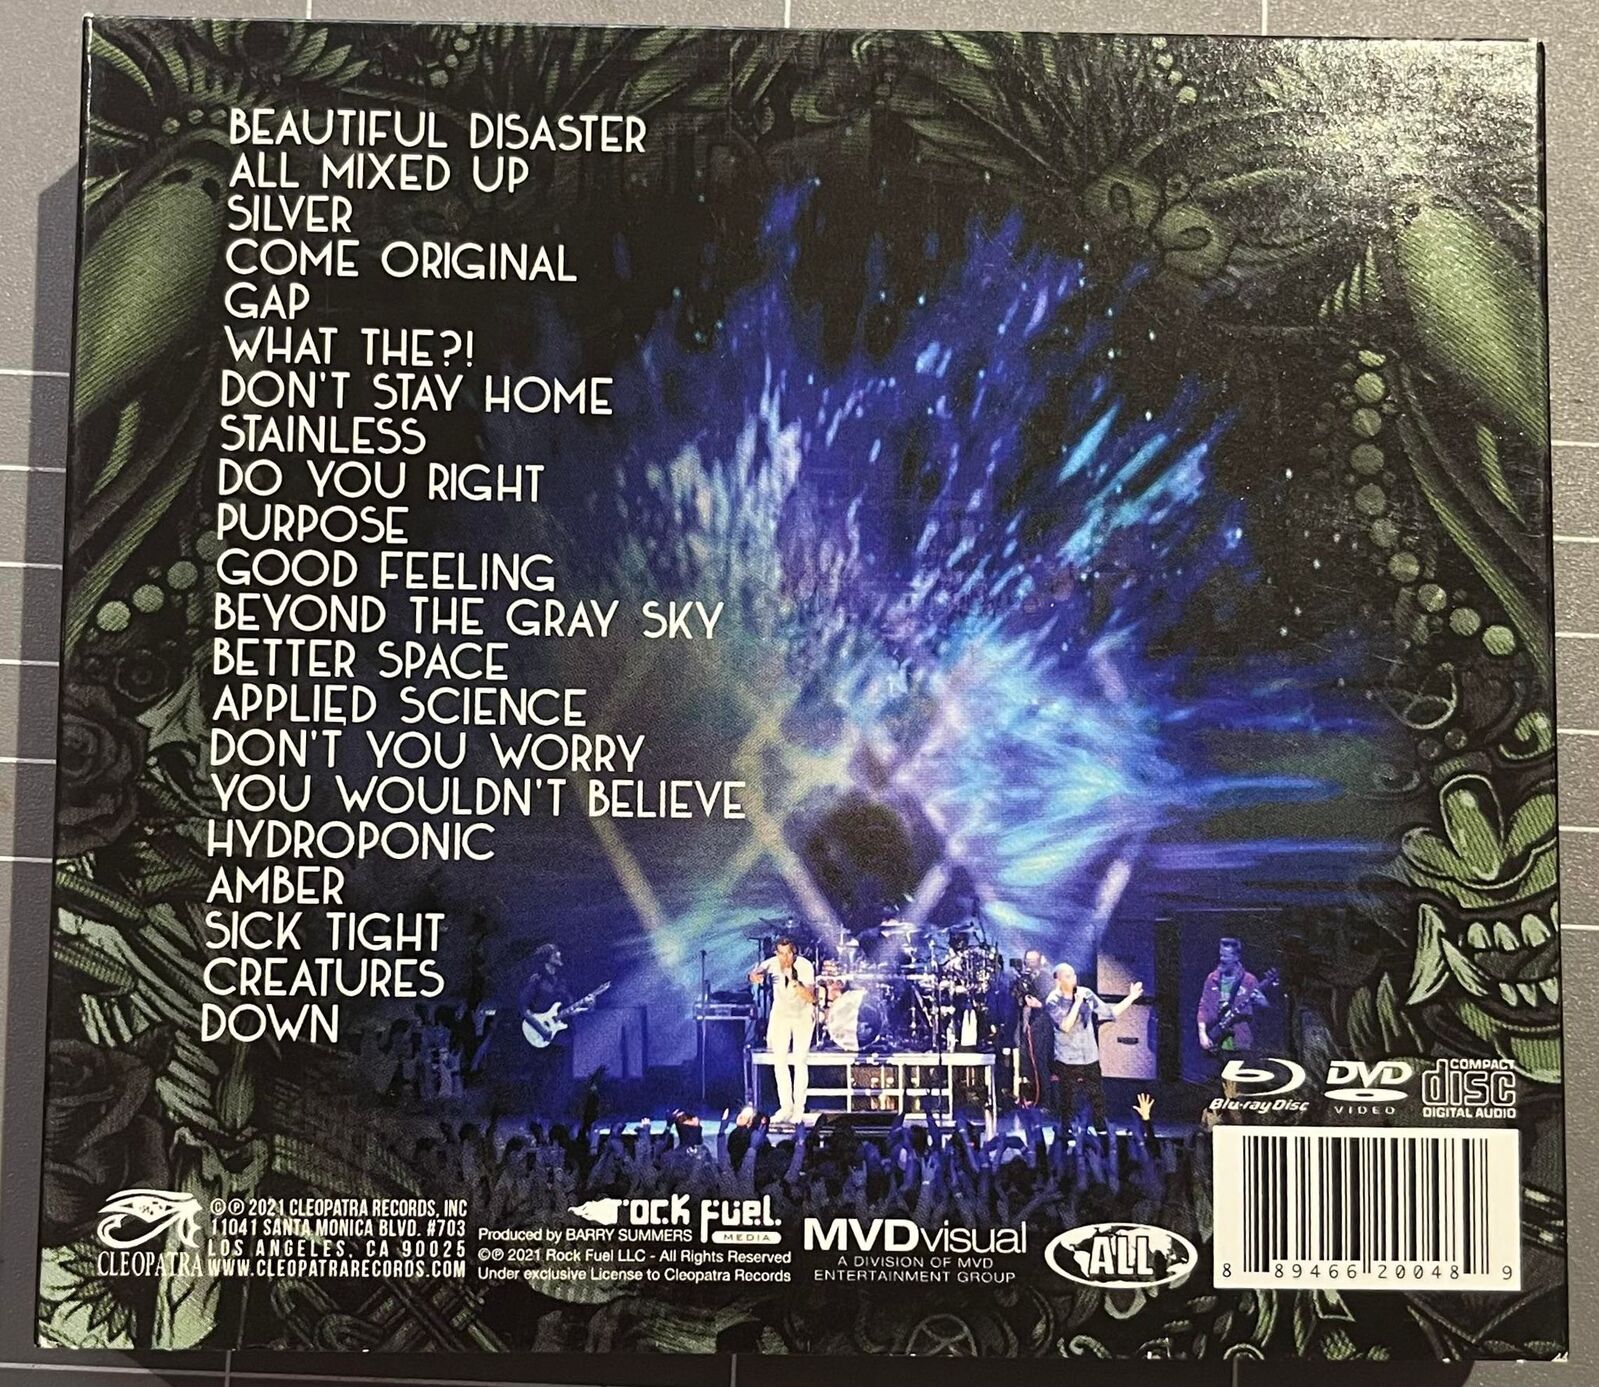 BEAUTIFUL DISASTER
ALL MIXED UP
SILVER
COME ORIGINAL
GAP
WHAT THE?!
DON'T STAY HOME
STAINLESS
DO YOU RIGHT
PURPOSE
GOOD FEELING
BEYOND THE GRAY SKY
BETTER SPACE
APPLIED SCIENCE
DON'T YOU WORRY
YOU WOULDN'T BELIEVE
HYDROPONIC
AMBER
SICK TIGHT
CREATURES
DOWN
Blu-ray Disc
DVD
VIDEO
COMPACT
disc
DIGITAL AUDIO
CLEOPATRA
© ℗ 2021 CLEOPATRA RECORDS, INC
11041 SANTA MONICA BLVD. #703
LOS ANGELES, CA 90025
WWW.CLEOPATRARECORDS.COM
rock fuel.
MEDIA
Produced by BARRY SUMMERS
©℗ 2021 Rock Fuel LLC - All Rights Reserved
Under exclusive License to Cleopatra Records
MVDvisual
A DIVISION OF MVD
ENTERTAINMENT GROUP
ALL
8 89466 20048 9